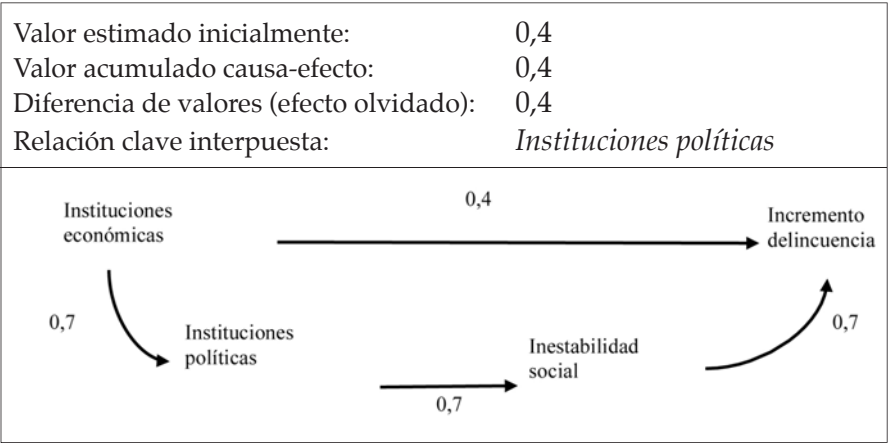 Valor estimado inicialmente: 0,4
Valor acumulado causa-efecto: 0,4
Diferencia de valores (efecto olvidado): 0,4
Relación clave interpuesta: Instituciones políticas
0,4
Instituciones
económicas
Incremento
delincuencia
0,7
Instituciones
políticas
Inestabilidad
social
0,7
0,7